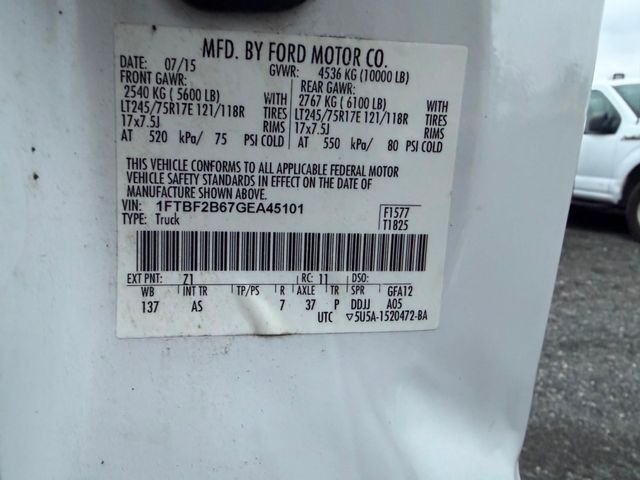 MFD. BY FORD MOTOR CO.
DATE: 07/15 GVWR: 4536 KG (10000 LB)
FRONT GAWR: REAR GAWR:
2540 KG ( 5600 LB) WITH 2767 KG ( 6100 LB) WITH
LT245/75R17E 121/118R TIRES LT245/75R17E 121/118R TIRES
17x7.5J RIMS 17x7.5J RIMS
AT 520 kPa/ 75 PSI COLD AT 550 kPa/ 80 PSI COLD
THIS VEHICLE CONFORMS TO ALL APPLICABLE FEDERAL MOTOR
VEHICLE SAFETY STANDARDS IN EFFECT ON THE DATE OF
MANUFACTURE SHOWN ABOVE.
VIN: 1FTBF2B67GEA45101 F1577
TYPE: Truck T1825
EXT PNT: 71 RC: 11 DSO:
WB INT TR TP/PS R AXLE TR SPR GFA12
137 AS 7 37 P DDJJ A05
UTC ▽5U5A-1520472-BA